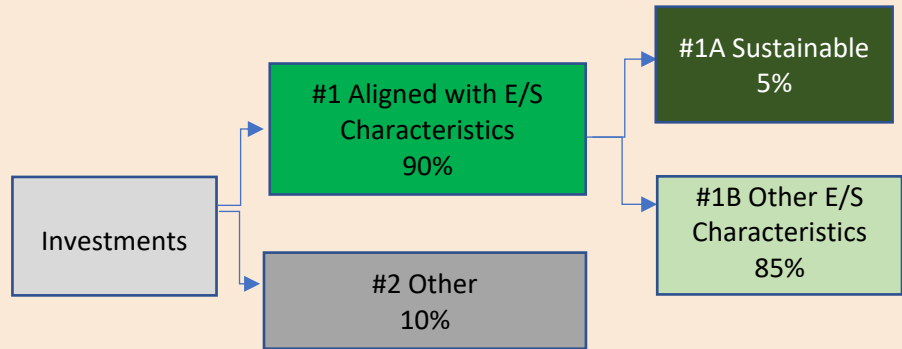 Investments
#1 Aligned with E/S
Characteristics
90%
#2 Other
10%
#1A Sustainable
5%
#1B Other E/S
Characteristics
85%